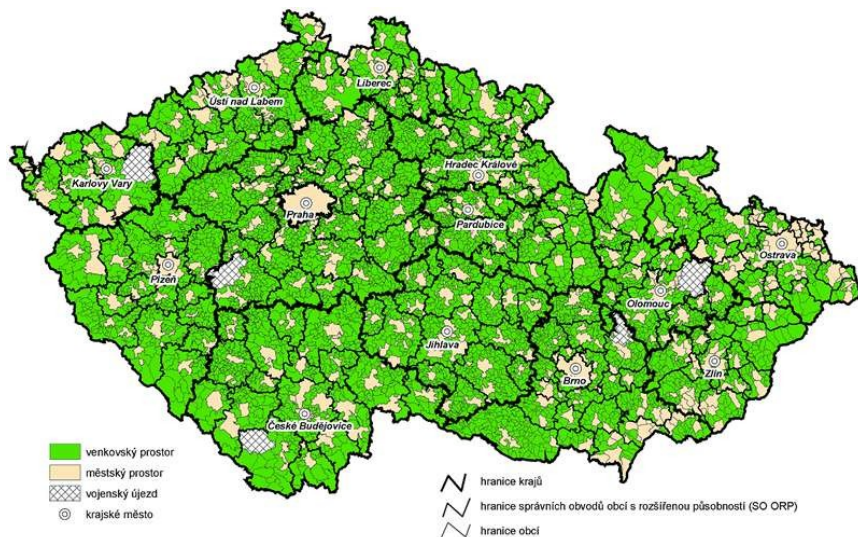 Liberec
Ústí nad Labem
Karlovy Vary
Hradec Králové
Praha
Pardubice
Ostrava
Plzeň
Olomouc
Jihlava
Brno
Zlín
České Budějovice
venkovský prostor
městský prostor
vojenský újezd
krajské město
hranice krajů
hranice správních obvodů obcí s rozšířenou působností (SO ORP)
hranice obcí